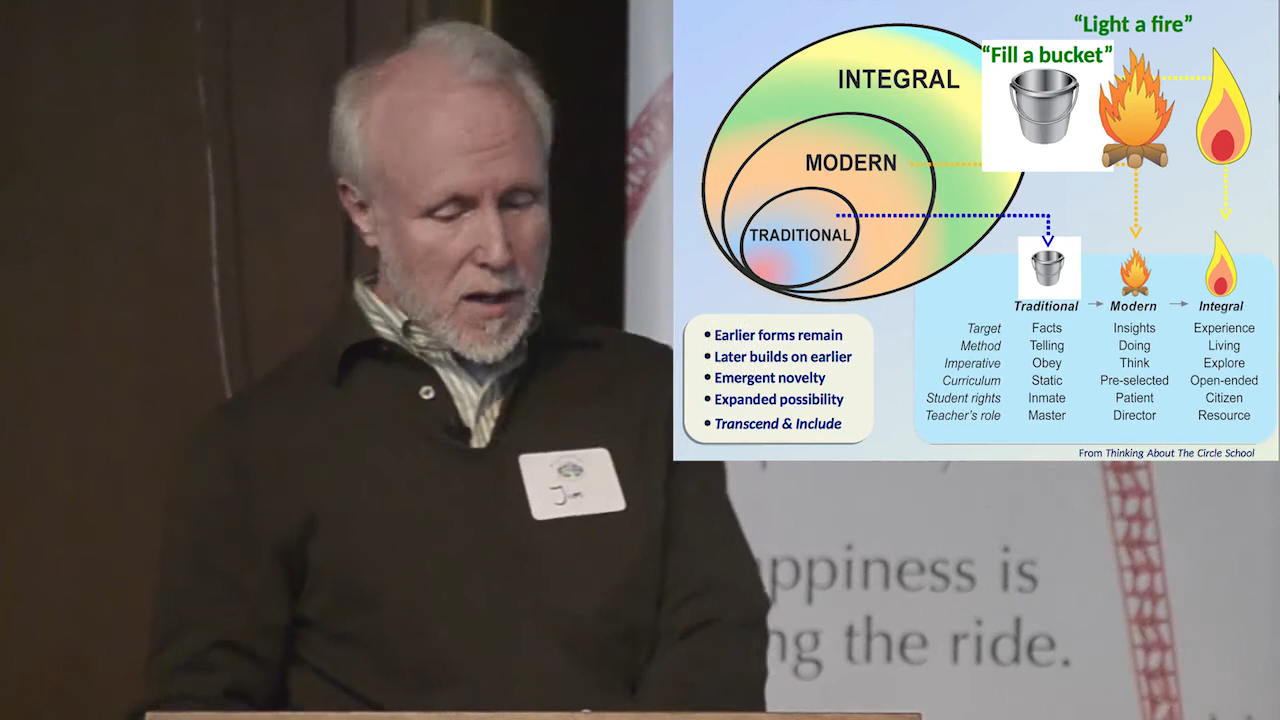 “Light a fire”
“Fill a bucket”
INTEGRAL
MODERN
TRADITIONAL
• Earlier forms remain
• Later builds on earlier
• Emergent novelty
• Expanded possibility
• Transcend & Include
Traditional Modern Integral
Target Facts Insights Experience
Method Telling Doing Living
Imperative Obey Think Explore
Curriculum Static Pre-selected Open-ended
Student rights Inmate Patient Citizen
Teacher's role Master Director Resource
From Thinking About The Circle School
Jim
ppiness is
ng the ride.